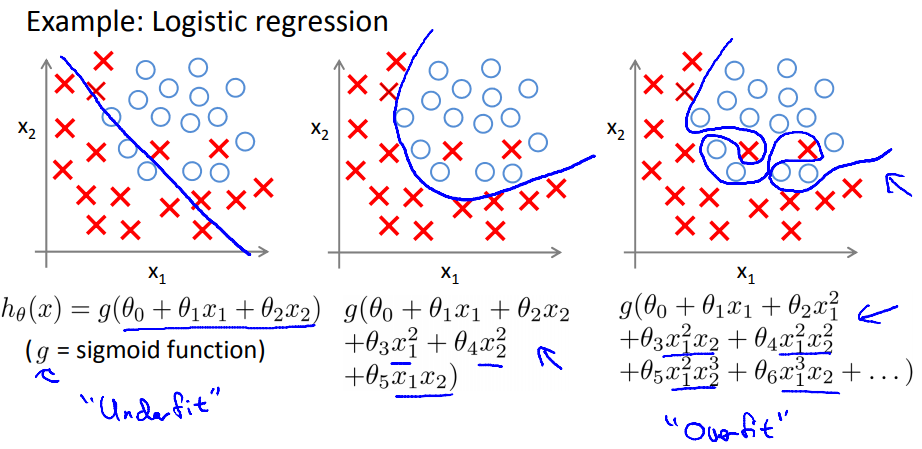 Example: Logistic regression
x₂
x₁
x₂
x₁
x₂
x₁
h_θ(x) = g(θ₀ + θ₁x₁ + θ₂x₂)
(g = sigmoid function)
"Underfit"
g(θ₀ + θ₁x₁ + θ₂x₂
+θ₃x₁² + θ₄x₂²
+θ₅x₁x₂)
g(θ₀ + θ₁x₁ + θ₂x₁²
+θ₃x₁²x₂ + θ₄x₁²x₂²
+θ₅x₁²x₂³ + θ₆x₁³x₂ + ...)
"Overfit"